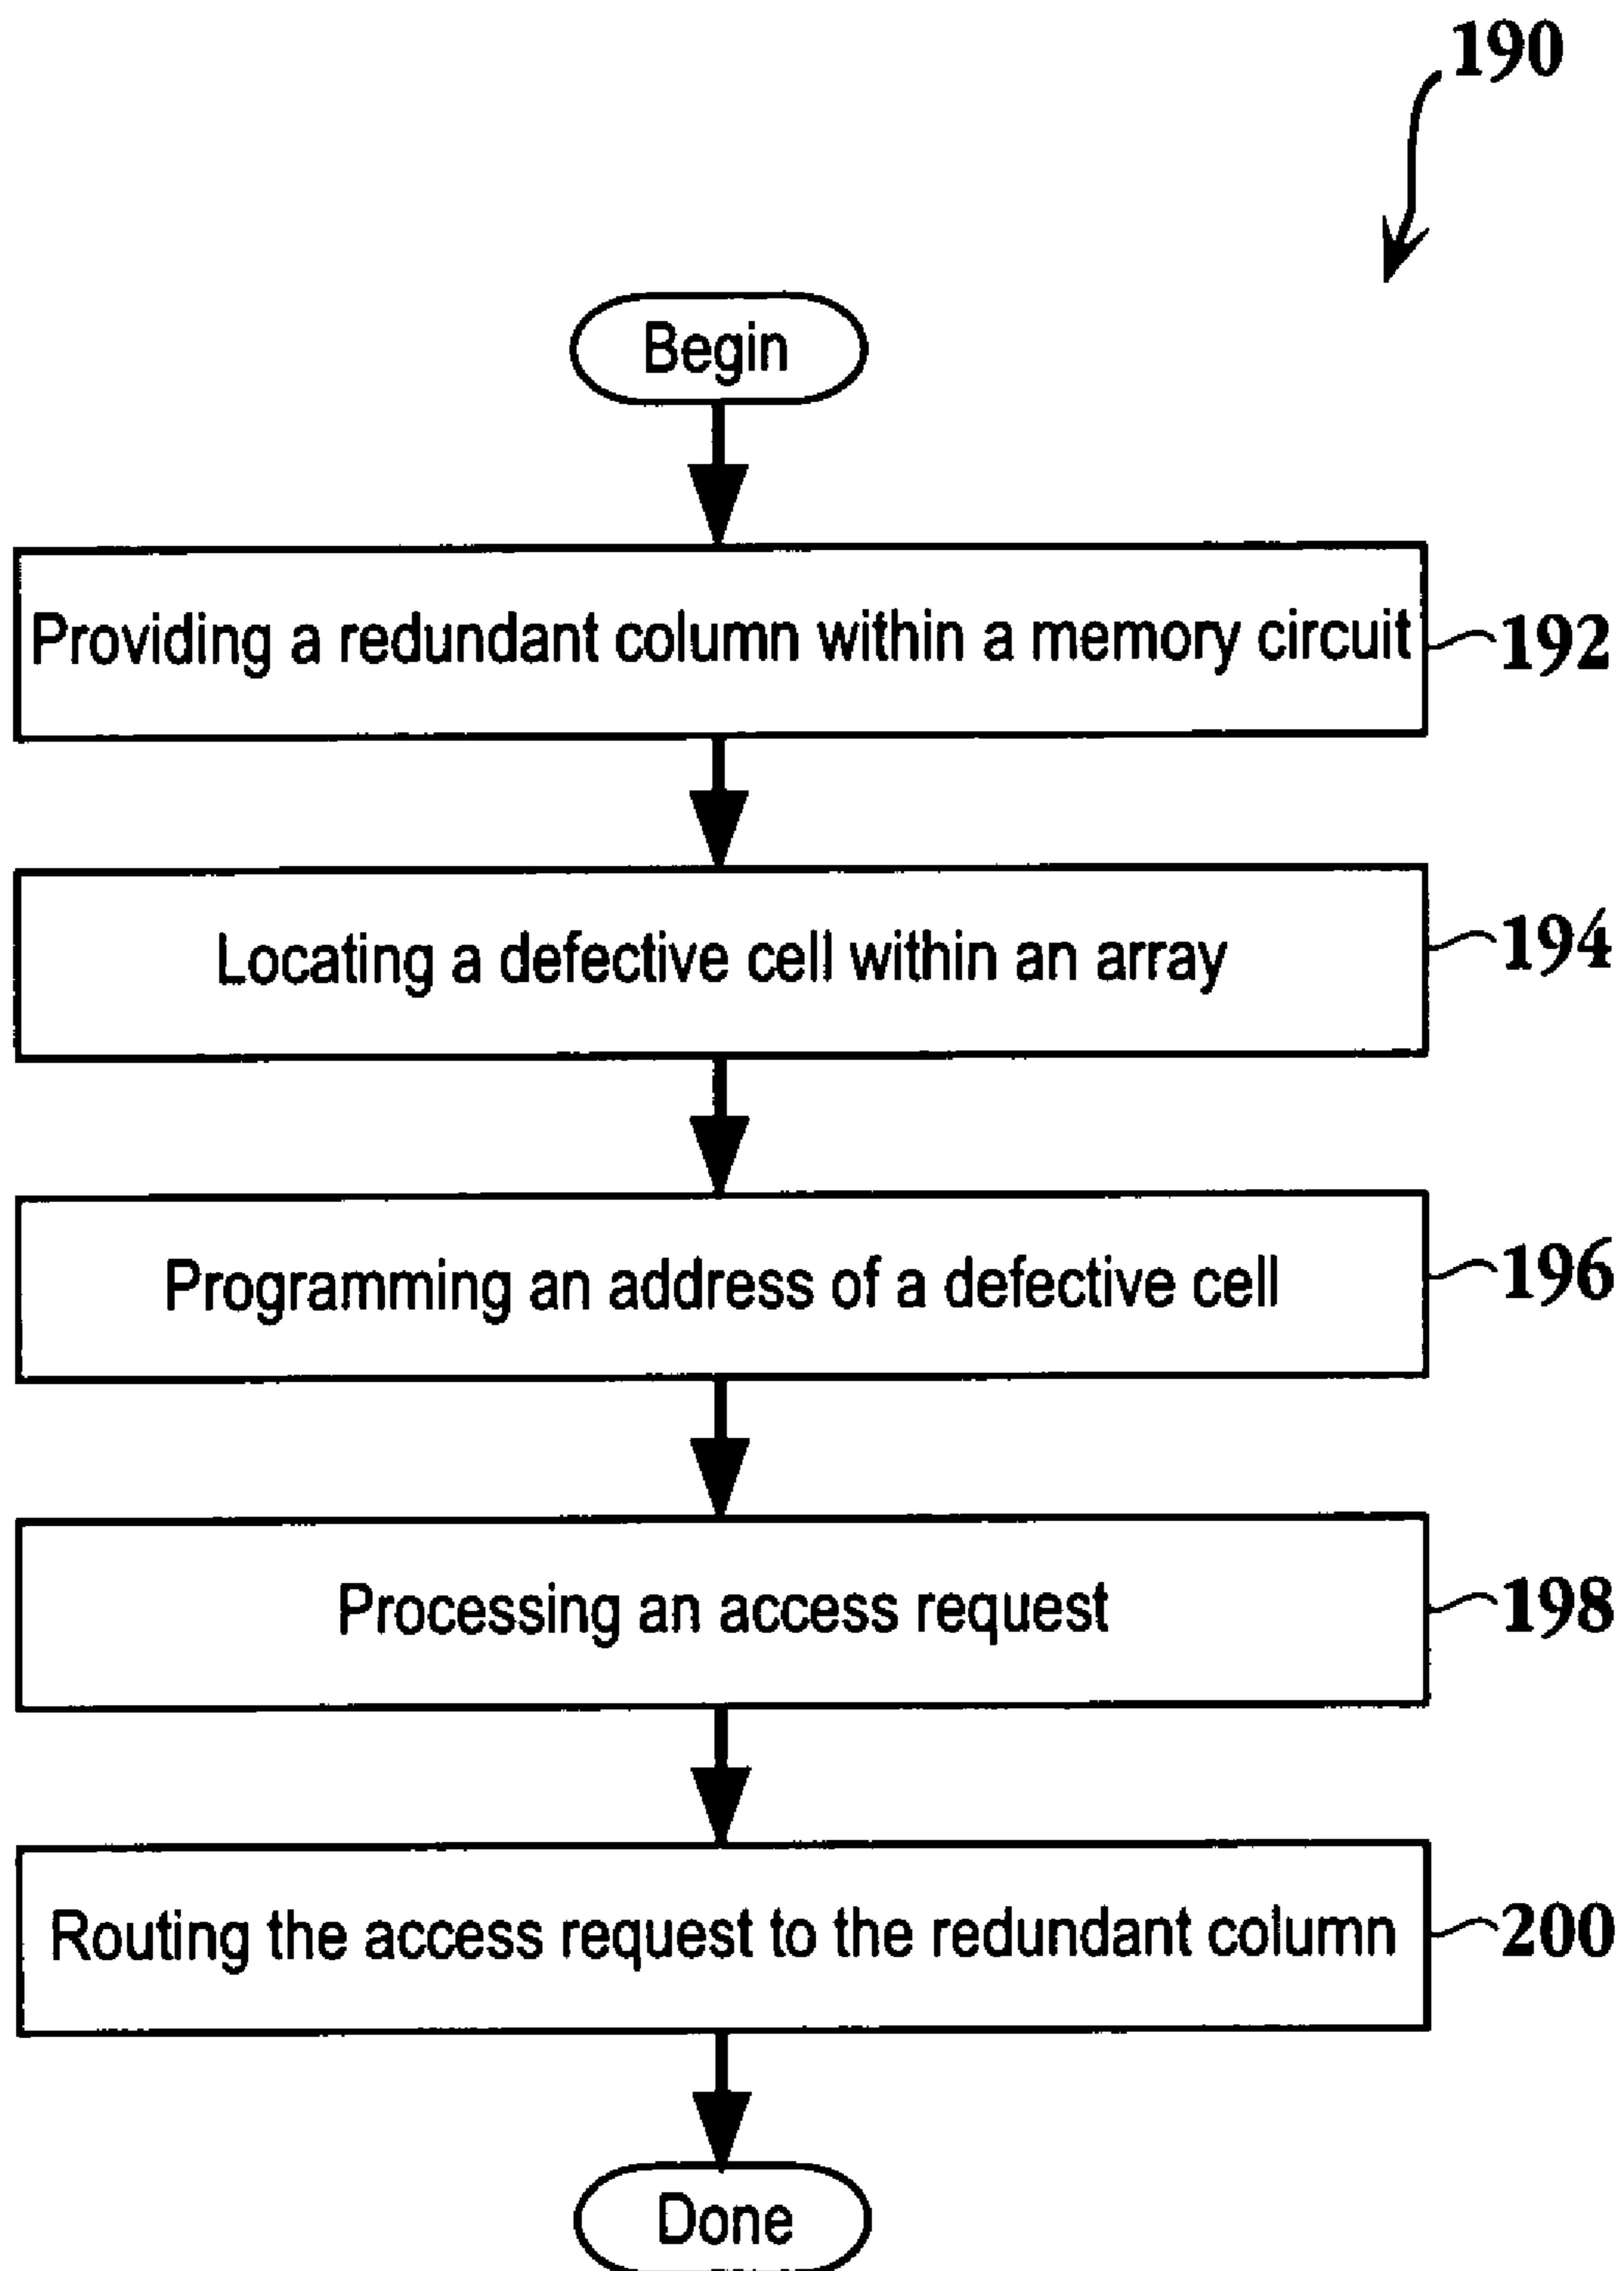 190
Begin
Providing a redundant column within a memory circuit
192
Locating a defective cell within an array
194
Programming an address of a defective cell
196
Processing an access request
198
Routing the access request to the redundant column
200
Done